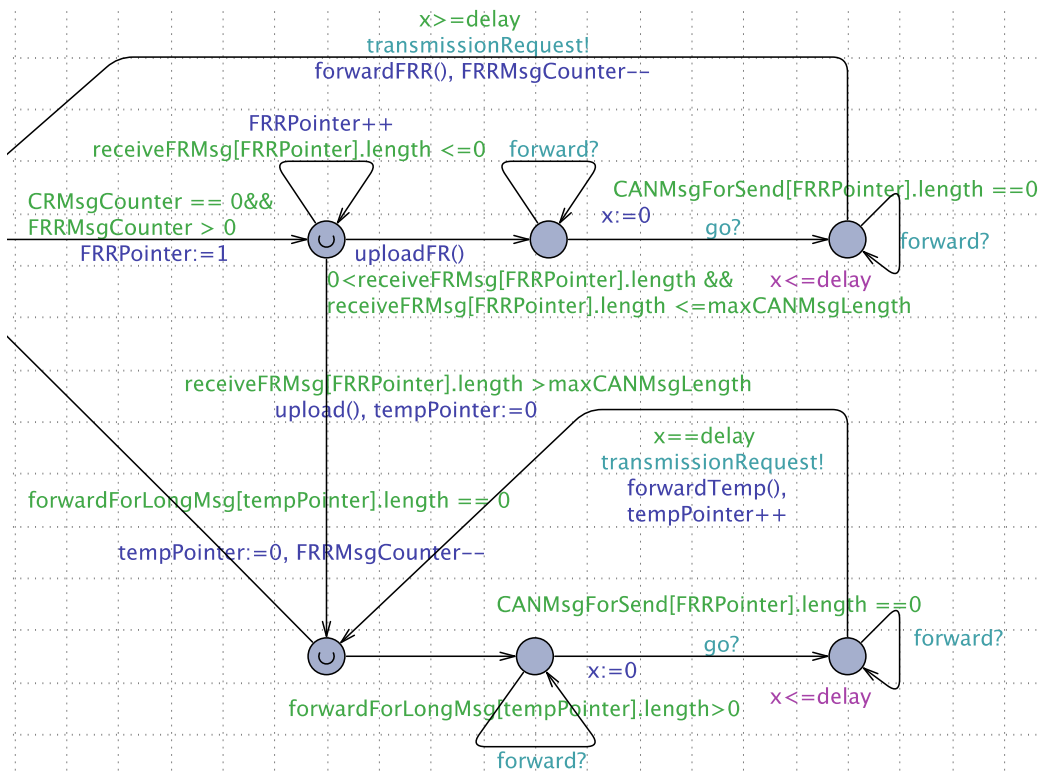 x>=delay
transmissionRequest!
forwardFRR(), FRRMsgCounter--
FRRPointer++
receiveFRMsg[FRRPointer].length <=0
forward?
CANMsgForSend[FRRPointer].length ==0
CRMsgCounter == 0&&
FRRMsgCounter > 0
x:=0
go?
forward?
FRRPointer:=1
uploadFR()
0<receiveFRMsg[FRRPointer].length &&
x<=delay
receiveFRMsg[FRRPointer].length <=maxCANMsgLength
receiveFRMsg[FRRPointer].length >maxCANMsgLength
upload(), tempPointer:=0
x==delay
transmissionRequest!
forwardTemp(),
tempPointer++
forwardForLongMsg[tempPointer].length == 0
tempPointer:=0, FRRMsgCounter--
CANMsgForSend[FRRPointer].length ==0
go?
forward?
x:=0
x<=delay
forwardForLongMsg[tempPointer].length>0
forward?